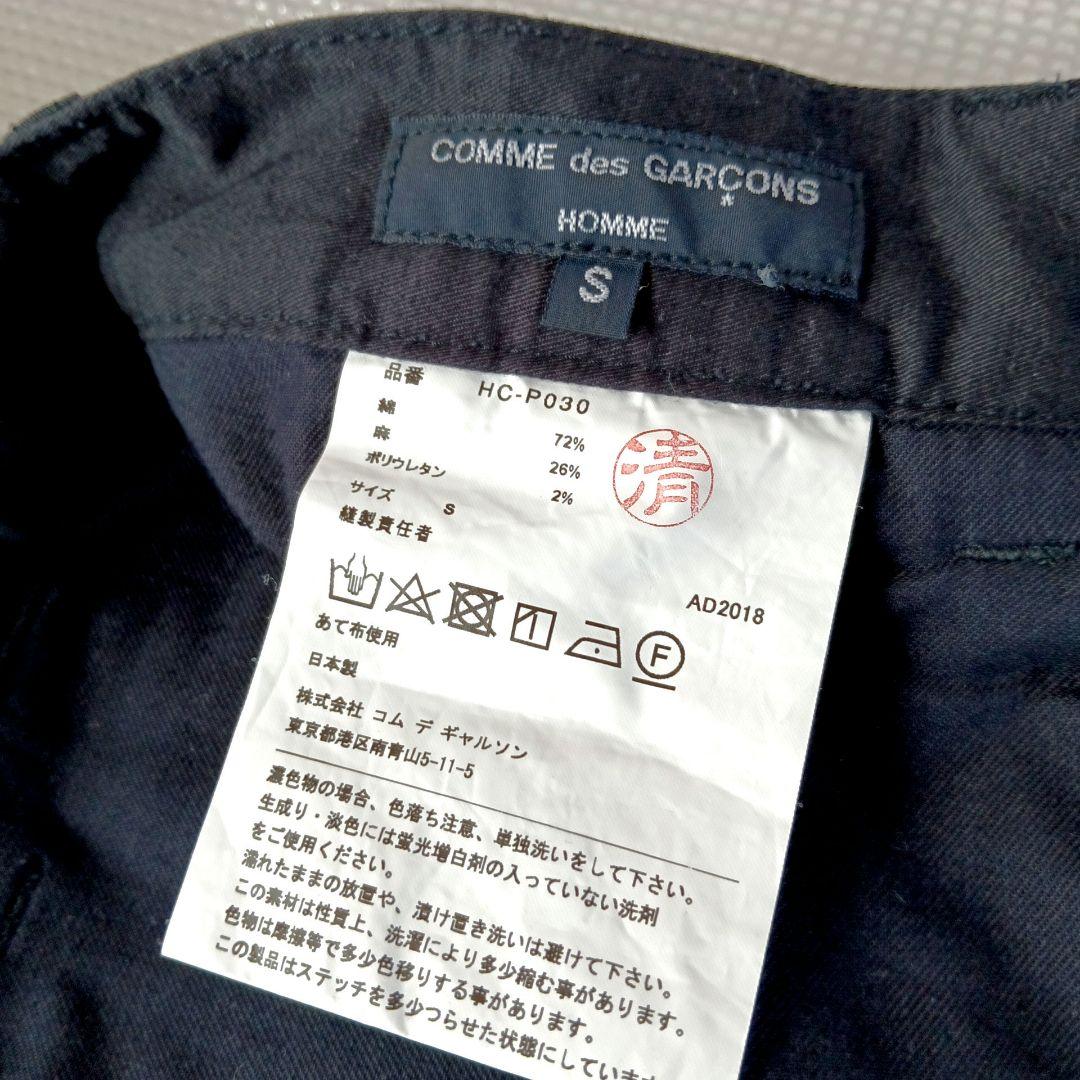 COMME des GARÇONS
HOMME
S
品番 HC-P030
綿 72%
麻 26%
ポリウレタン 2%
サイズ S
縫製責任者
清
AD2018
F
あて布使用
日本製
株式会社 コム デ ギャルソン
東京都港区南青山5-11-5
濃色物の場合、色落ち注意、単独洗いをして下さい。
生成り・淡色には蛍光増白剤の入っていない洗剤
をご使用ください。
濡れたままの放置や、漬け置き洗いは避けて下さい。
この素材は性質上、洗濯により多少縮む事があります。
色物は摩擦等で多少色移りする事があります。
この製品はステッチを多少つらせた状態にしています